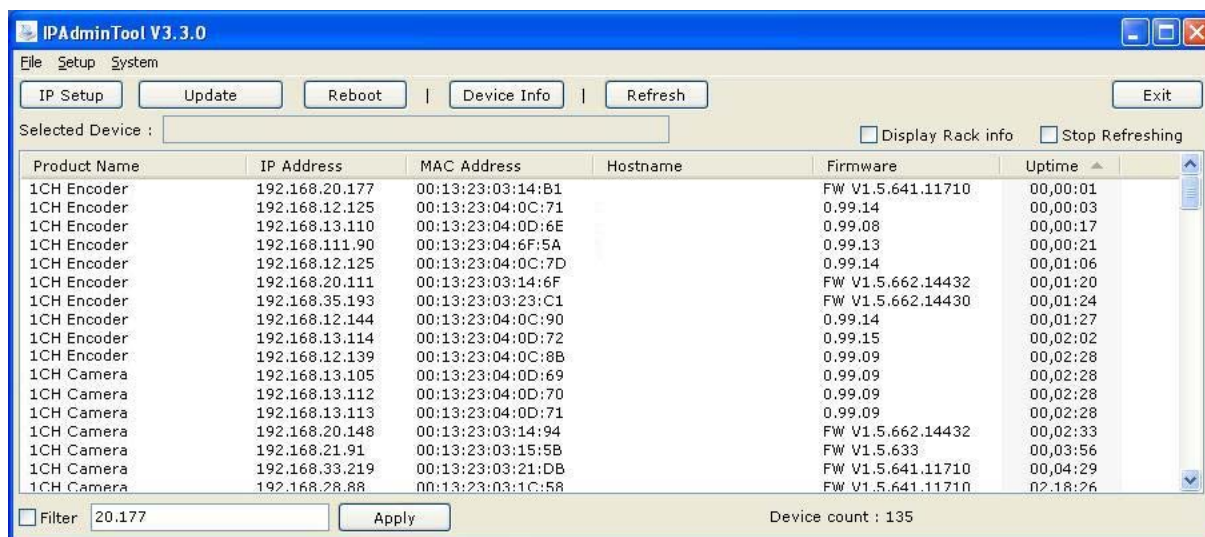 IPAdminTool V3.3.0
File Setup System
IP Setup Update Reboot | Device Info | Refresh Exit
Selected Device : Display Rack info Stop Refreshing
Product Name IP Address MAC Address Hostname Firmware Uptime
1CH Encoder 192.168.20.177 00:13:23:03:14:B1 FW V1.5.641.11710 00,00:01
1CH Encoder 192.168.12.125 00:13:23:04:0C:71 0.99.14 00,00:03
1CH Encoder 192.168.13.110 00:13:23:04:0D:6E 0.99.08 00,00:17
1CH Encoder 192.168.111.90 00:13:23:04:6F:5A 0.99.13 00,00:21
1CH Encoder 192.168.12.125 00:13:23:04:0C:7D 0.99.14 00,01:06
1CH Encoder 192.168.20.111 00:13:23:03:14:6F FW V1.5.662.14432 00,01:20
1CH Encoder 192.168.35.193 00:13:23:03:23:C1 FW V1.5.662.14430 00,01:24
1CH Encoder 192.168.12.144 00:13:23:04:0C:90 0.99.14 00,01:27
1CH Encoder 192.168.13.114 00:13:23:04:0D:72 0.99.15 00,02:02
1CH Encoder 192.168.12.139 00:13:23:04:0C:8B 0.99.09 00,02:28
1CH Camera 192.168.13.105 00:13:23:04:0D:69 0.99.09 00,02:28
1CH Camera 192.168.13.112 00:13:23:04:0D:70 0.99.09 00,02:28
1CH Camera 192.168.13.113 00:13:23:04:0D:71 0.99.09 00,02:28
1CH Camera 192.168.20.148 00:13:23:03:14:94 FW V1.5.662.14432 00,02:33
1CH Camera 192.168.21.91 00:13:23:03:15:5B FW V1.5.633 00,03:56
1CH Camera 192.168.33.219 00:13:23:03:21:DB FW V1.5.641.11710 00,04:29
1CH Camera 192.168.28.88 00:13:23:03:1C:58 FW V1.5.641.11710 02,18:26
Filter 20.177 Apply Device count : 135